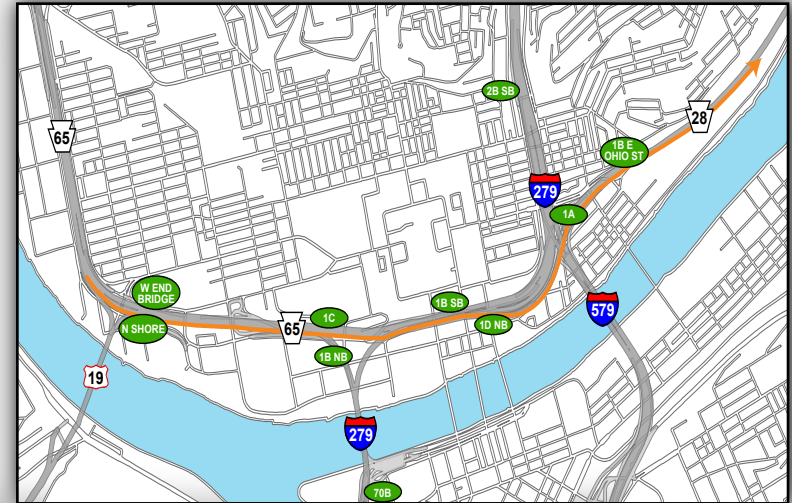 2B SB
65
28
1B E
OHIO ST
279
1A
W END
BRIDGE
1B SB
579
1C
65
N SHORE
1D NB
1B NB
19
279
70B